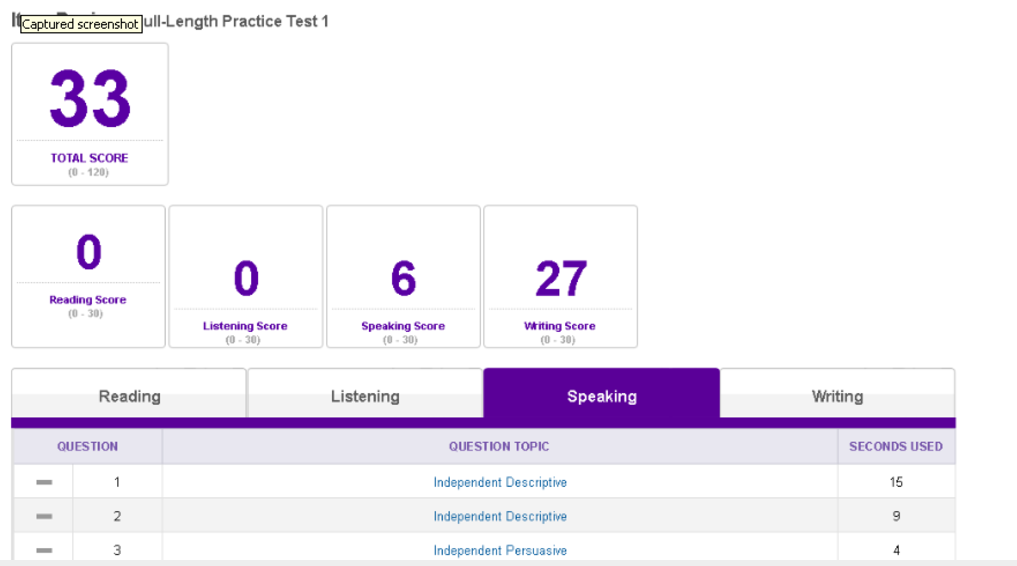 Captured screenshot ull-Length Practice Test 1
33
TOTAL SCORE
(0 - 120)
0
Reading Score
(0 - 30)
0
Listening Score
(0 - 30)
6
Speaking Score
(0 - 30)
27
Writing Score
(0 - 30)
Reading Listening Speaking Writing
QUESTION QUESTION TOPIC SECONDS USED
1 Independent Descriptive 15
2 Independent Descriptive 9
3 Independent Persuasive 4